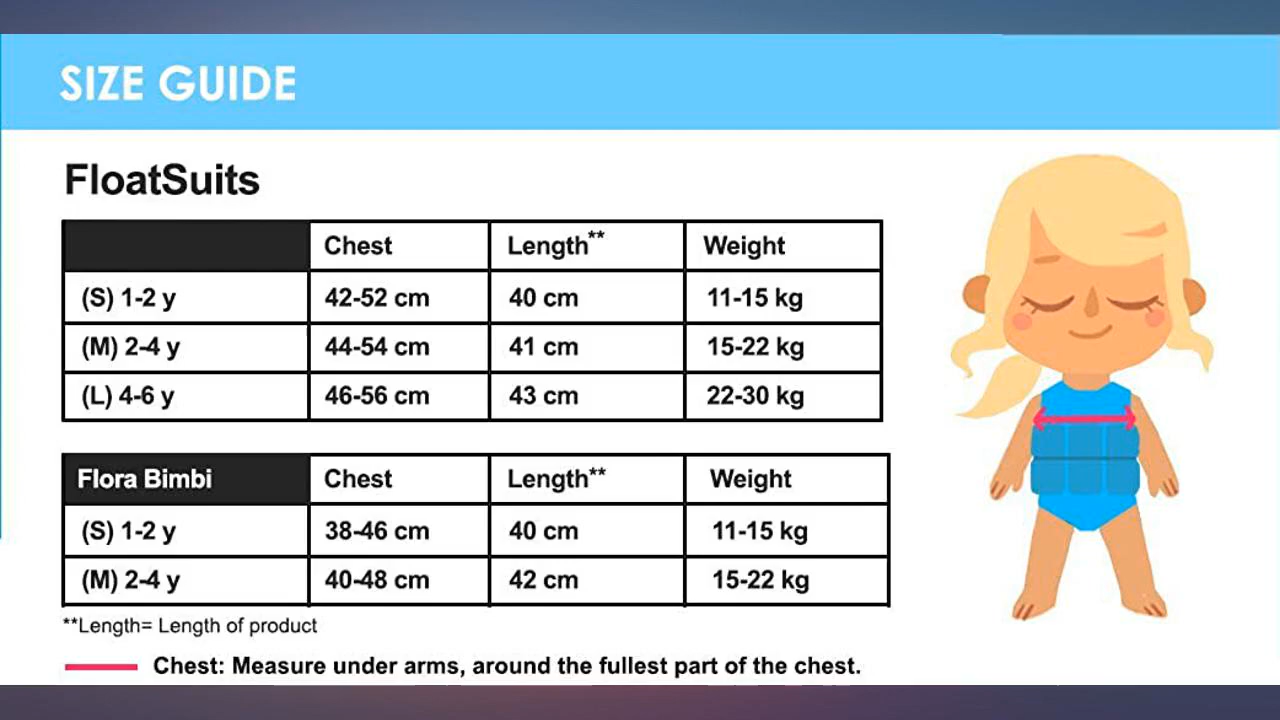 SIZE GUIDE
FloatSuits
Chest Length** Weight
(S) 1-2 y 42-52 cm 40 cm 11-15 kg
(M) 2-4 y 44-54 cm 41 cm 15-22 kg
(L) 4-6 y 46-56 cm 43 cm 22-30 kg
Flora Bimbi Chest Length** Weight
(S) 1-2 y 38-46 cm 40 cm 11-15 kg
(M) 2-4 y 40-48 cm 42 cm 15-22 kg
**Length= Length of product
Chest: Measure under arms, around the fullest part of the chest.